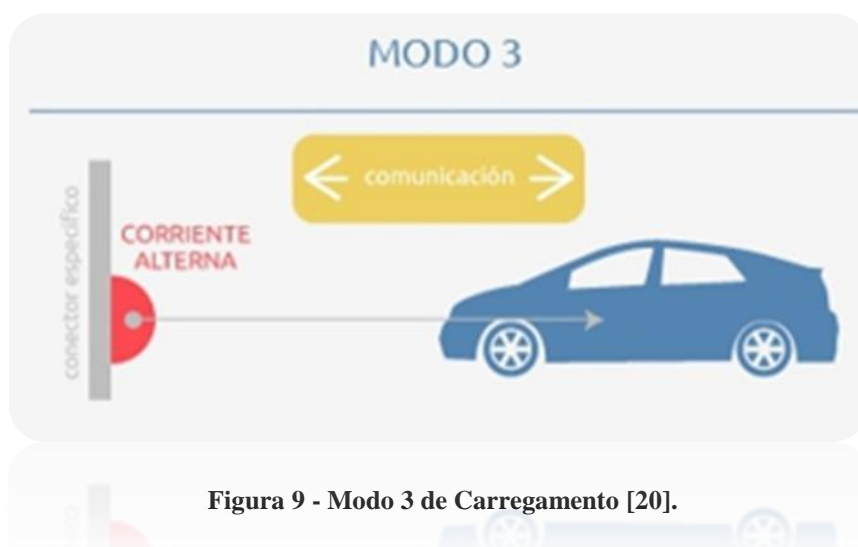 MODO 3
comunicación
CORRIENTE
ALTERNA
conector específico
Figura 9 - Modo 3 de Carregamento [20].